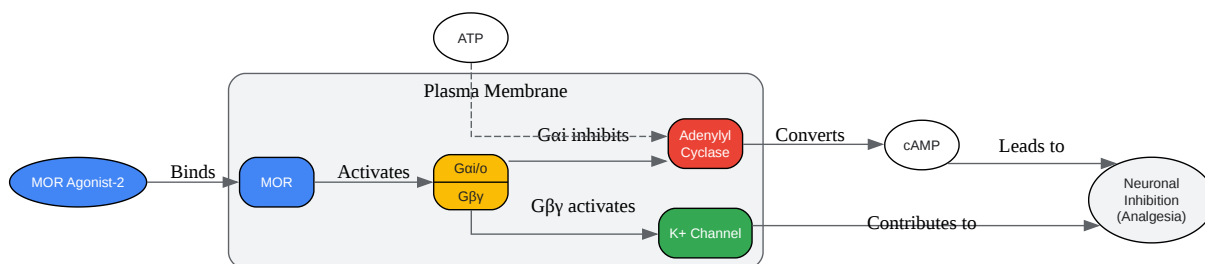 ATP
Plasma Membrane
Gαi inhibits
Adenylyl
Cyclase
Converts
cAMP
Leads to
MOR Agonist-2
Binds
MOR
Activates
Gαi/o
Gβγ
Gβγ activates
K+ Channel
Contributes to
Neuronal
Inhibition
(Analgesia)